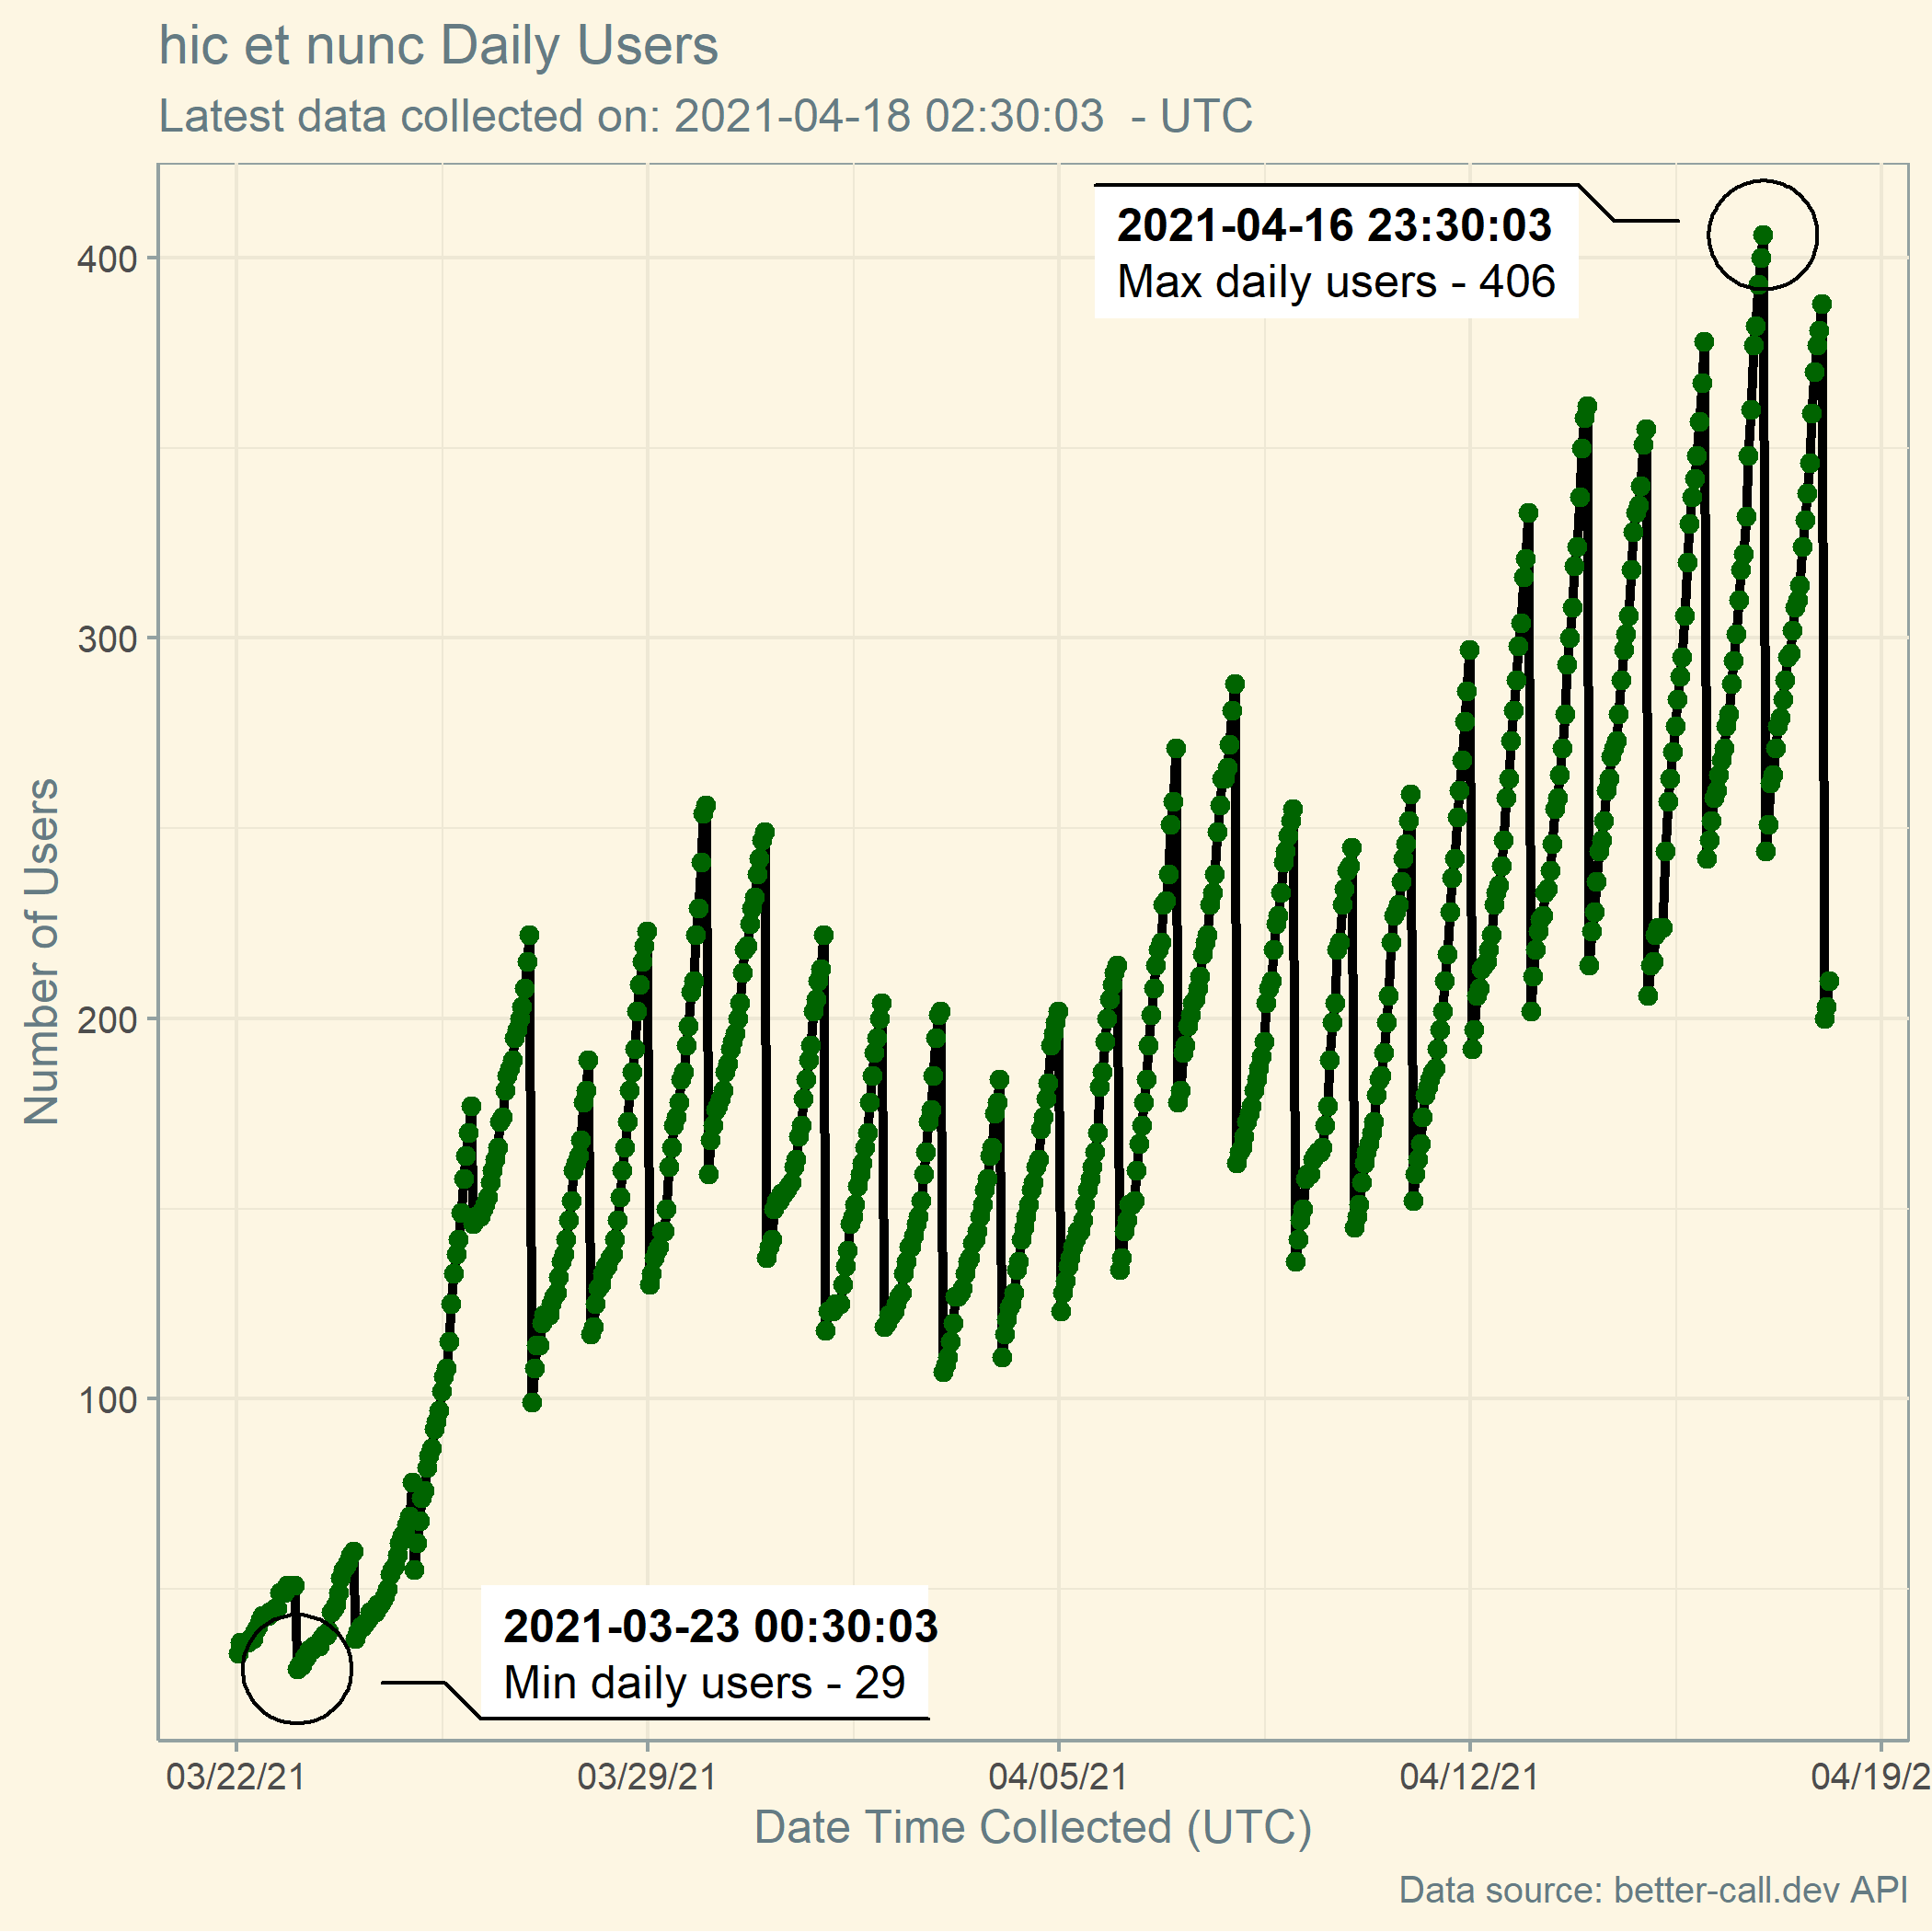 hic et nunc Daily Users
Latest data collected on: 2021-04-18 02:30:03 - UTC
2021-04-16 23:30:03
Max daily users - 406
400
300
200
100
Number of Users
2021-03-23 00:30:03
Min daily users - 29
03/22/21
03/29/21
04/05/21
04/12/21
04/19/2
Date Time Collected (UTC)
Data source: better-call.dev API